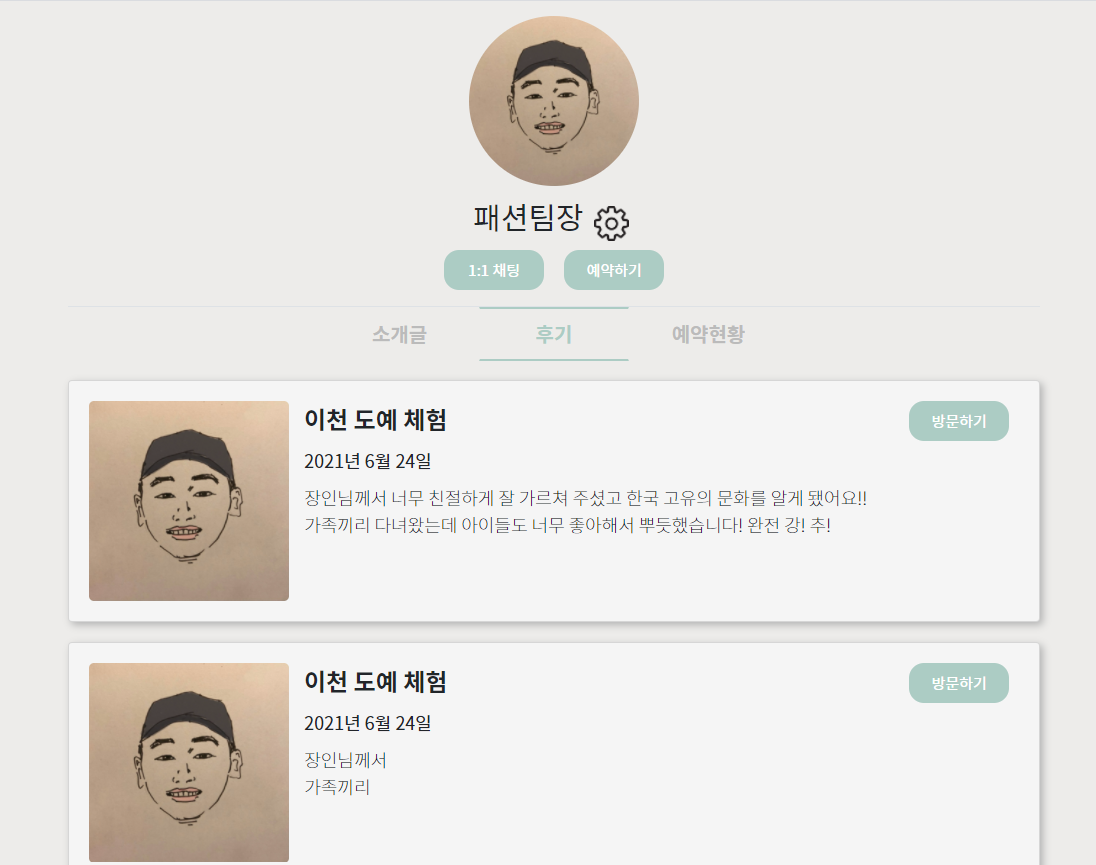 패션팀장
1:1 채팅
예약하기
소개글
후기
예약현황
이천 도예 체험
방문하기
2021년 6월 24일
장인님께서 너무 친절하게 잘 가르쳐 주셨고 한국 고유의 문화를 알게 됐어요!!
가족끼리 다녀왔는데 아이들도 너무 좋아해서 뿌듯했습니다! 완전 강! 추!
이천 도예 체험
방문하기
2021년 6월 24일
장인님께서
가족끼리